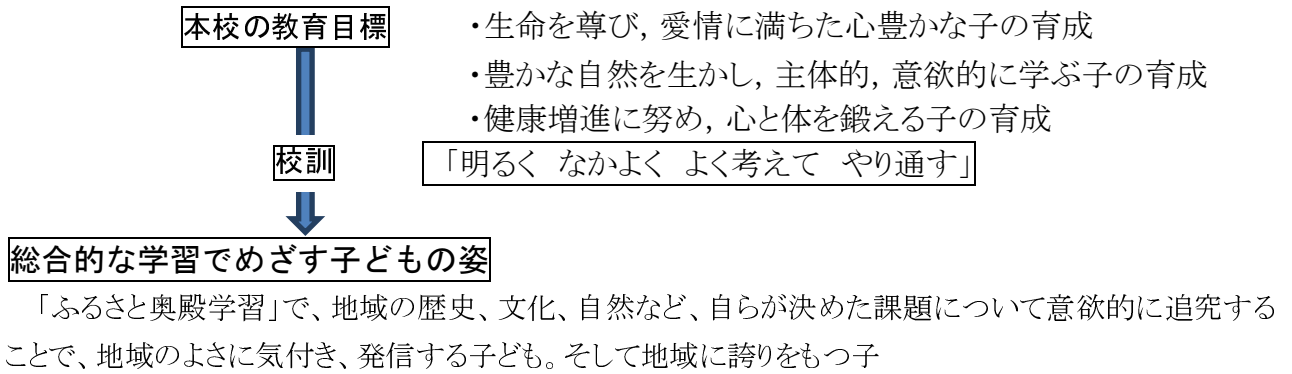 本校の教育目標 ・生命を尊び, 愛情に満ちた心豊かな子の育成
・豊かな自然を生かし, 主体的, 意欲的に学ぶ子の育成
・健康増進に努め, 心と体を鍛える子の育成
校訓 「明るく なかよく よく考えて やり通す」
総合的な学習でめざす子どもの姿
「ふるさと奥殿学習」で、地域の歴史、文化、自然など、自らが決めた課題について意欲的に追究する
ことで、地域のよさに気付き、発信する子ども。そして地域に誇りをもつ子